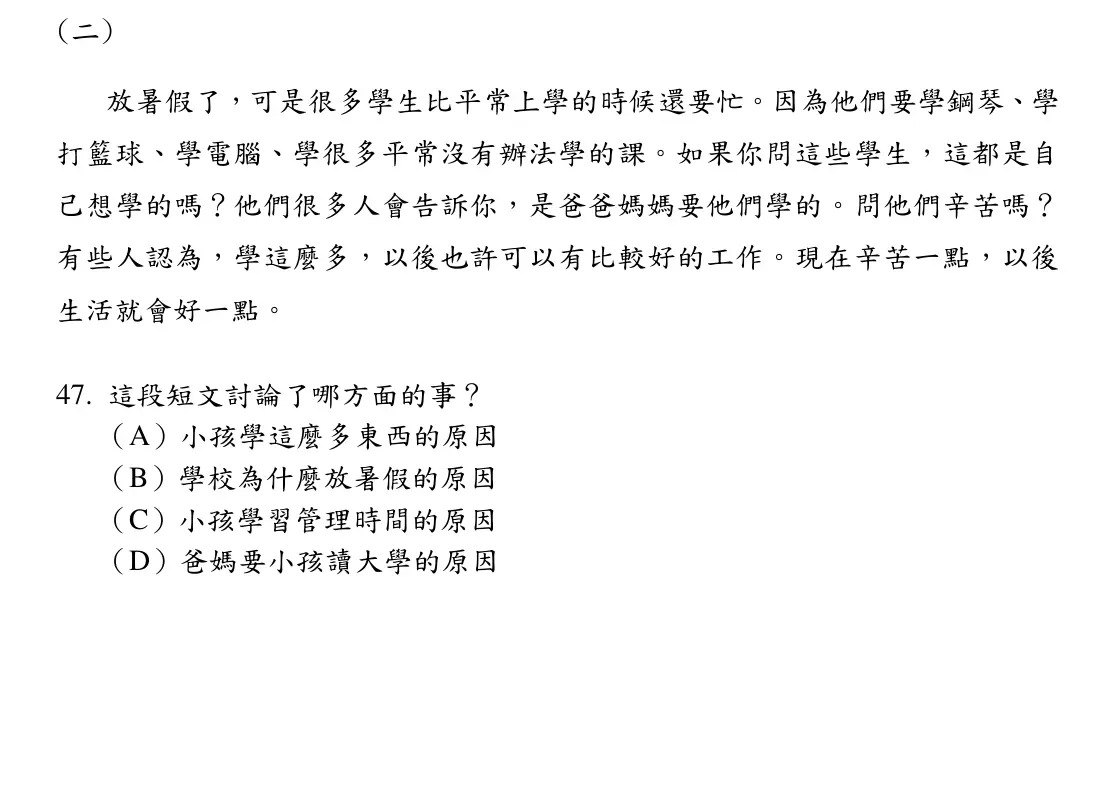 （二）
放暑假了，可是很多學生比平常上學的時候還要忙。因為他們要學鋼琴、學
打籃球、學電腦、學很多平常沒有辦法學的課。如果你問這些學生，這都是自
己想學的嗎？他們很多人會告訴你，是爸爸媽媽要他們學的。問他們辛苦嗎？
有些人認為，學這麼多，以後也許可以有比較好的工作。現在辛苦一點，以後
生活就會好一點。
47. 這段短文討論了哪方面的事？
（A）小孩學這麼多東西的原因
（B）學校為什麼放暑假的原因
（C）小孩學習管理時間的原因
（D）爸媽要小孩讀大學的原因